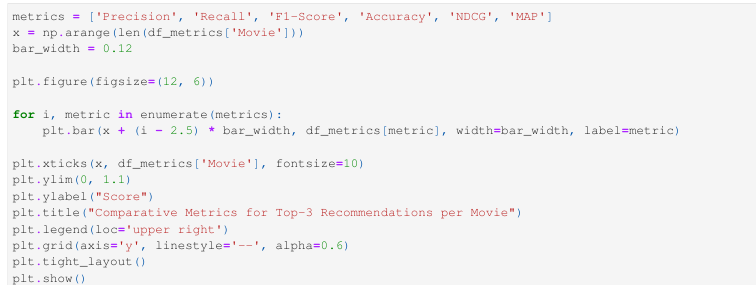 metrics = ['Precision', 'Recall', 'F1-Score', 'Accuracy', 'NDCG', 'MAP']
x = np.arange(len(df_metrics['Movie']))
bar_width = 0.12

plt.figure(figsize=(12, 6))

for i, metric in enumerate(metrics):
    plt.bar(x + (i - 2.5) * bar_width, df_metrics[metric], width=bar_width, label=metric)

plt.xticks(x, df_metrics['Movie'], fontsize=10)
plt.ylim(0, 1.1)
plt.ylabel("Score")
plt.title("Comparative Metrics for Top-3 Recommendations per Movie")
plt.legend(loc='upper right')
plt.grid(axis='y', linestyle='--', alpha=0.6)
plt.tight_layout()
plt.show()